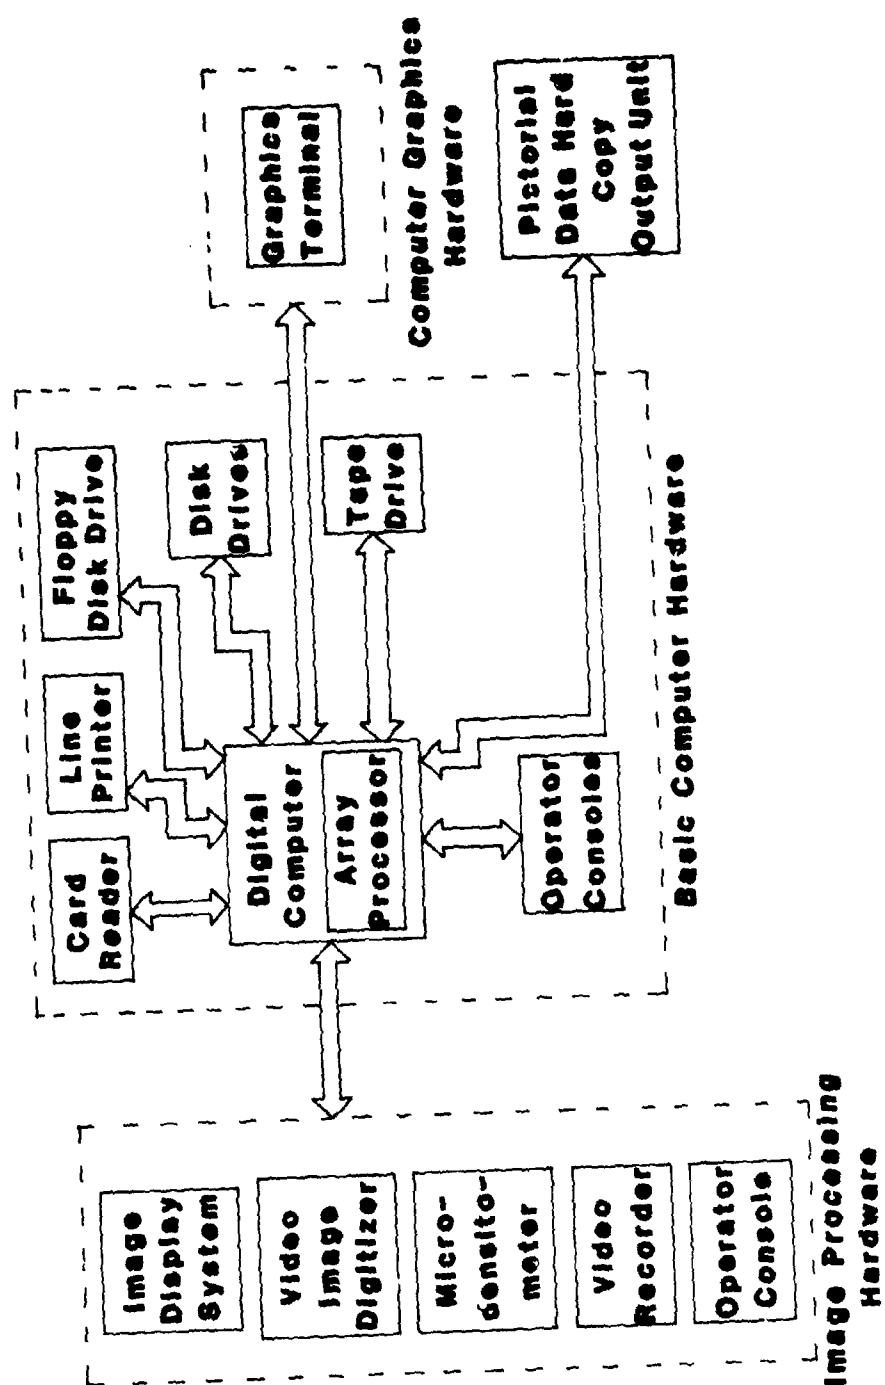 Image
Display
System
Video
Image
Digitizer
Micro-
densito-
meter
Video
Recorder
Operator
Console
Image Processing
Hardware
Card
Reader
Line
Printer
Floppy
Disk Drive
Digital
Computer
Array
Processor
Disk
Drives
Tape
Drive
Operator
Consoles
Basic Computer Hardware
Graphics
Terminal
Computer Graphics
Hardware
Pictorial
Data Hard
Copy
Output Unit